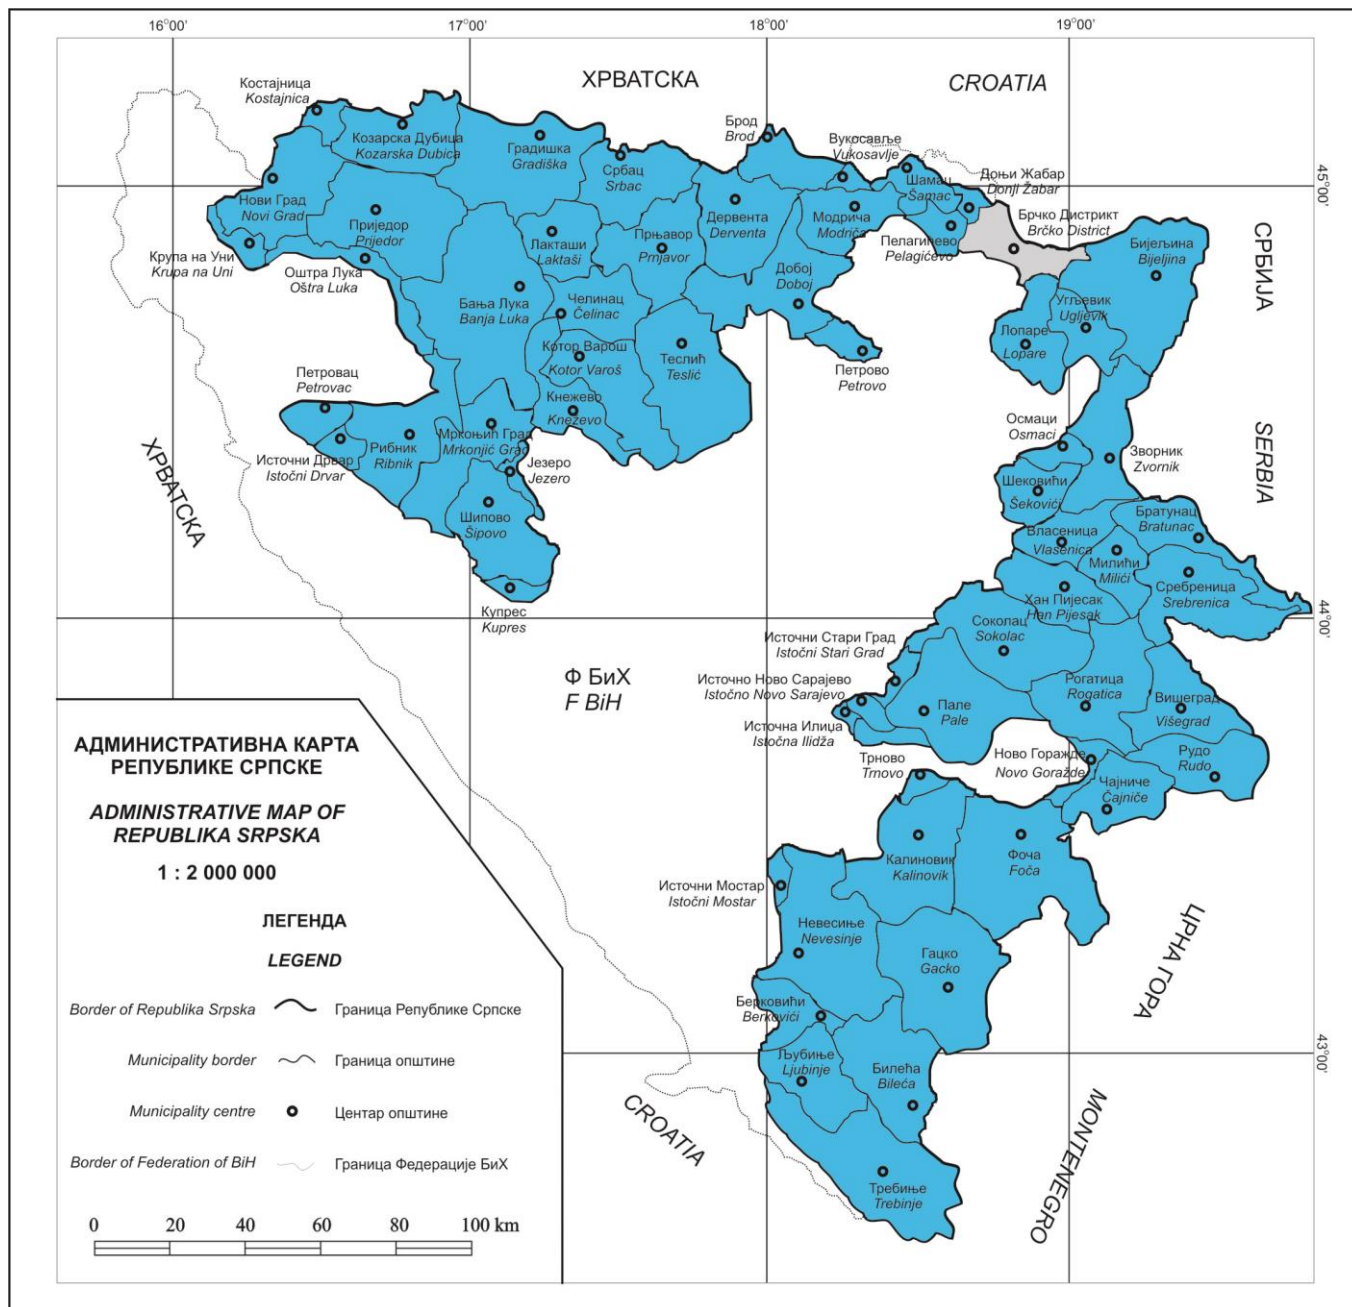 16°00'
17°00'
18°00'
19°00'
ХРВАТСКА
CROATIA
Костајница
Kostajnica
Козарска Дубица
Kozarska Dubica
Градишка
Gradiška
Србац
Srbac
Брод
Brod
Вукосавље
Vukosavlje
Шамац
Šamac
Доњи Жабар
Donji Žabar
45°00'
Нови Град
Novi Grad
Приједор
Prijedor
Лакташи
Laktaši
Прњавор
Prnjavor
Дервента
Derventa
Модрича
Modriča
Пелагићево
Pelagićevo
Брчко Дистрикт
Brčko District
Бијељина
Bijeljina
СРБИЈА
Крупа на Уни
Krupa na Uni
Оштра Лука
Oštra Luka
Бања Лука
Banja Luka
Челинац
Čelinac
Добој
Doboj
Угљевик
Ugljevik
Лопаре
Lopare
Котор Варош
Kotor Varoš
Теслић
Teslić
Петрово
Petrovo
Петровац
Petrovac
Кнежево
Kneževo
Осмаци
Osmaci
SERBIA
Источни Дрвар
Istočni Drvar
Рибник
Ribnik
Мркоњић Град
Mrkonjić Grad
Језеро
Jezero
Зворник
Zvornik
ХРВАТСКА
Шековићи
Šekovići
Шипово
Šipovo
Власеница
Vlasenica
Братунац
Bratunac
Милићи
Milići
Сребреница
Srebrenica
Купрес
Kupres
Хан Пијесак
Han Pijesak
44°00'
Соколац
Sokolac
Источни Стари Град
Istočni Stari Grad
Ф БиХ
F BiH
Источно Ново Сарајево
Istočno Novo Sarajevo
Источна Илиџа
Istočna Ilidža
Пале
Pale
Рогатица
Rogatica
Вишеград
Višegrad
Трново
Trnovo
Ново Горажде
Novo Goražde
Рудо
Rudo
Чајниче
Čajniče
Калиновик
Kalinovik
Фоча
Foča
Источни Мостар
Istočni Mostar
Невесиње
Nevesinje
Гацко
Gacko
ЦРНА ГОРА
Берковићи
Berkovići
43°00'
Љубиње
Ljubinje
Билећа
Bileća
CROATIA
MONTENEGRO
Требиње
Trebinje
АДМИНИСТРАТИВНА КАРТА
РЕПУБЛИКЕ СРПСКЕ
ADMINISTRATIVE MAP OF
REPUBLIKA SRPSKA
1 : 2 000 000
ЛЕГЕНДА
LEGEND
Border of Republika Srpska Граница Републике Српске
Municipality border Граница општине
Municipality centre Центар општине
Border of Federation of BiH Граница Федерације БиХ
0 20 40 60 80 100 km